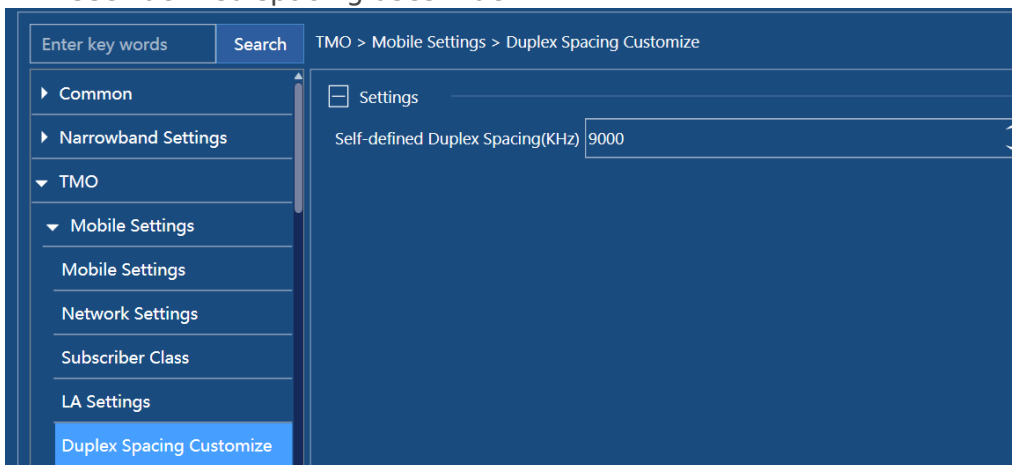 Enter key words
Search
TMO > Mobile Settings > Duplex Spacing Customize
Common
Narrowband Settings
TMO
Mobile Settings
Mobile Settings
Network Settings
Subscriber Class
LA Settings
Duplex Spacing Customize
Settings
Self-defined Duplex Spacing(KHz) 9000